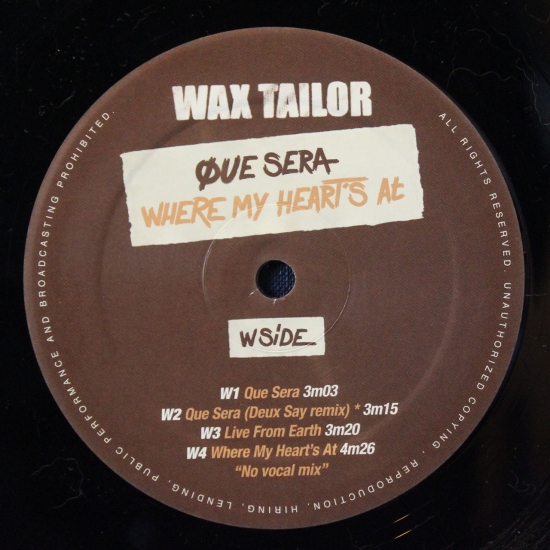 WAX TAILOR
QUE SERA
WHERE MY HEART'S At
WSiDE
W1 Que Sera 3m03
W2 Que Sera (Deux Say remix) * 3m15
W3 Live From Earth 3m20
W4 Where My Heart's At 4m26
"No vocal mix"
ALL RIGHTS RESERVED. UNAUTHORIZED COPYING, REPRODUCTION, HIRING, LENDING, PUBLIC PERFORMANCE AND BROADCASTING PROHIBITED.